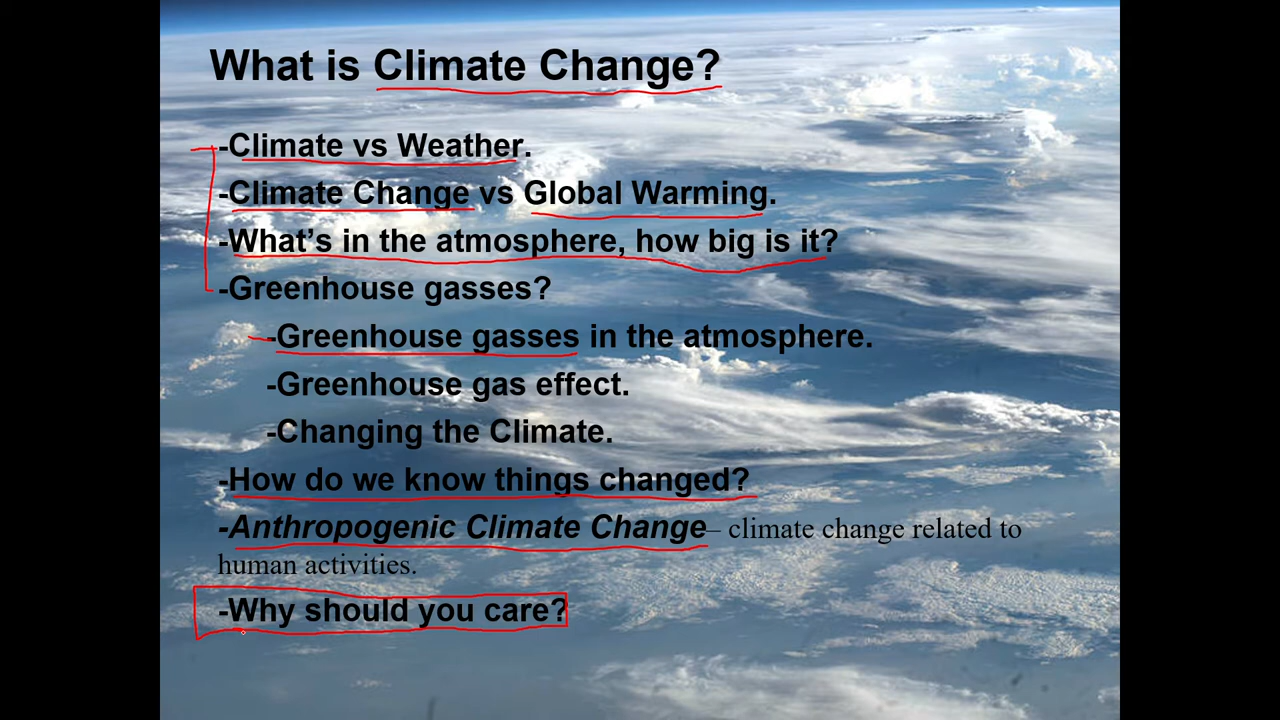 What is Climate Change?
-Climate vs Weather.
-Climate Change vs Global Warming.
-What’s in the atmosphere, how big is it?
-Greenhouse gasses?
-Greenhouse gasses in the atmosphere.
-Greenhouse gas effect.
-Changing the Climate.
-How do we know things changed?
-Anthropogenic Climate Change– climate change related to
human activities.
-Why should you care?